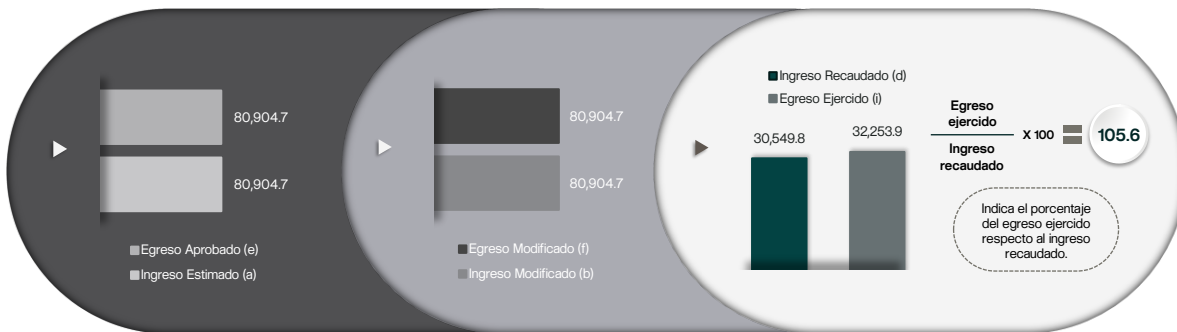 80,904.7
80,904.7
Egreso Aprobado (e)
Ingreso Estimado (a)
80,904.7
80,904.7
Egreso Modificado (f)
Ingreso Modificado (b)
Ingreso Recaudado (d)
Egreso Ejercido (i)
30,549.8
32,253.9
Egreso
ejercido
Ingreso
recaudado
X 100
=
105.6
Indica el porcentaje
del egreso ejercido
respecto al ingreso
recaudado.